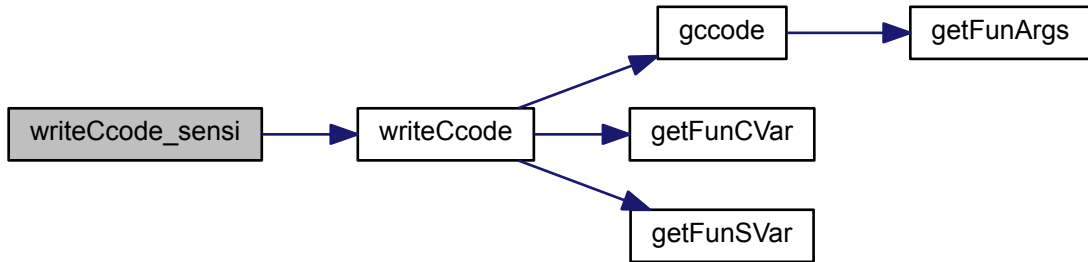 gccode
getFunArgs
writeCcode_sensi
writeCcode
getFunCVar
getFunSVar